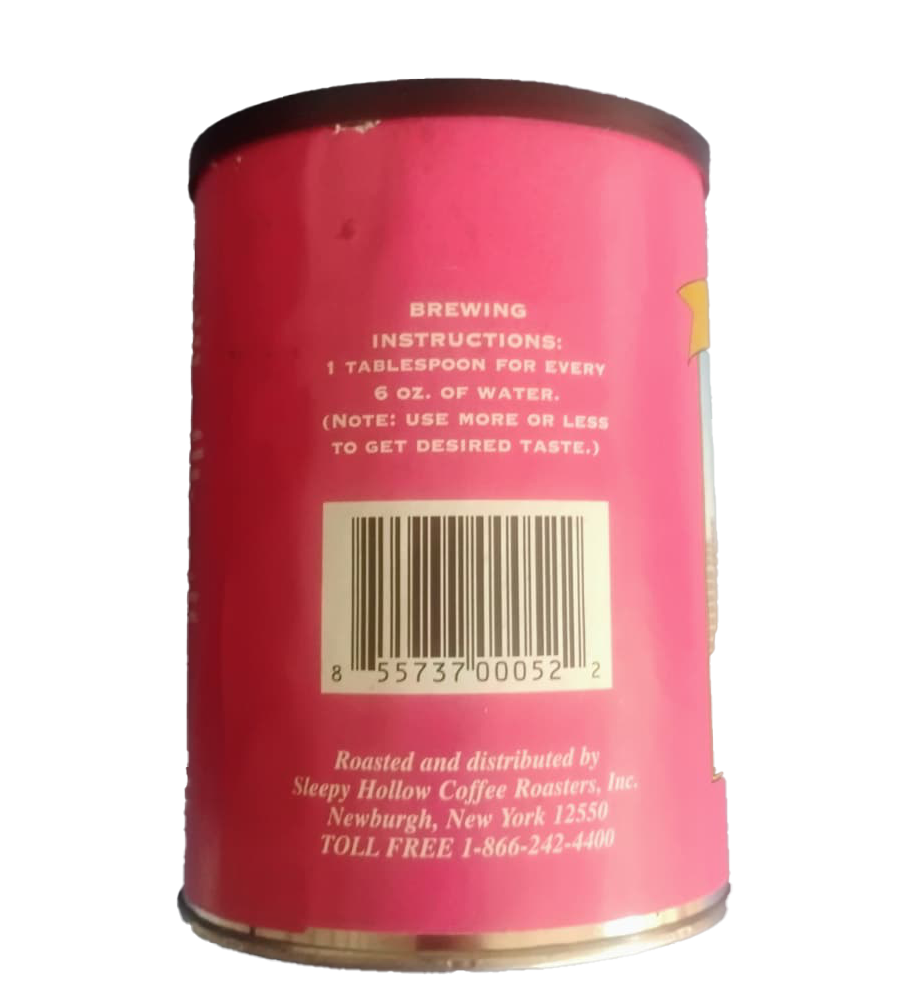 BREWING
INSTRUCTIONS:
1 TABLESPOON FOR EVERY
6 OZ. OF WATER.
(NOTE: USE MORE OR LESS
TO GET DESIRED TASTE.)
8 55737 00052 2
Roasted and distributed by
Sleepy Hollow Coffee Roasters, Inc.
Newburgh, New York 12550
TOLL FREE 1-866-242-4400